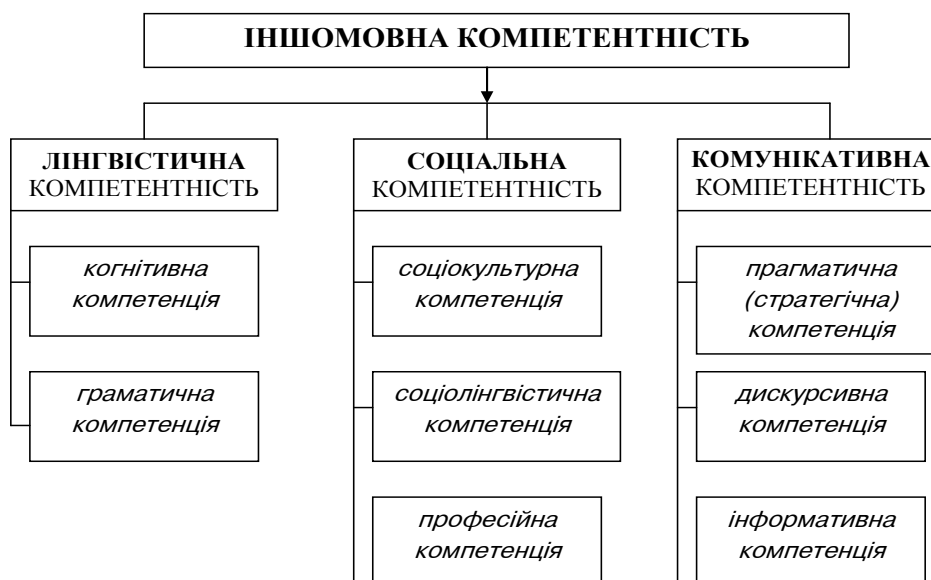 ІНШОМОВНА КОМПЕТЕНТНІСТЬ
ЛІНГВІСТИЧНА
КОМПЕТЕНТНІСТЬ
когнітивна
компетенція
граматична
компетенція
СОЦІАЛЬНА
КОМПЕТЕНТНІСТЬ
соціокультурна
компетенція
соціолінгвістична
компетенція
професійна
компетенція
КОМУНІКАТИВНА
КОМПЕТЕНТНІСТЬ
прагматична
(стратегічна)
компетенція
дискурсивна
компетенція
інформативна
компетенція